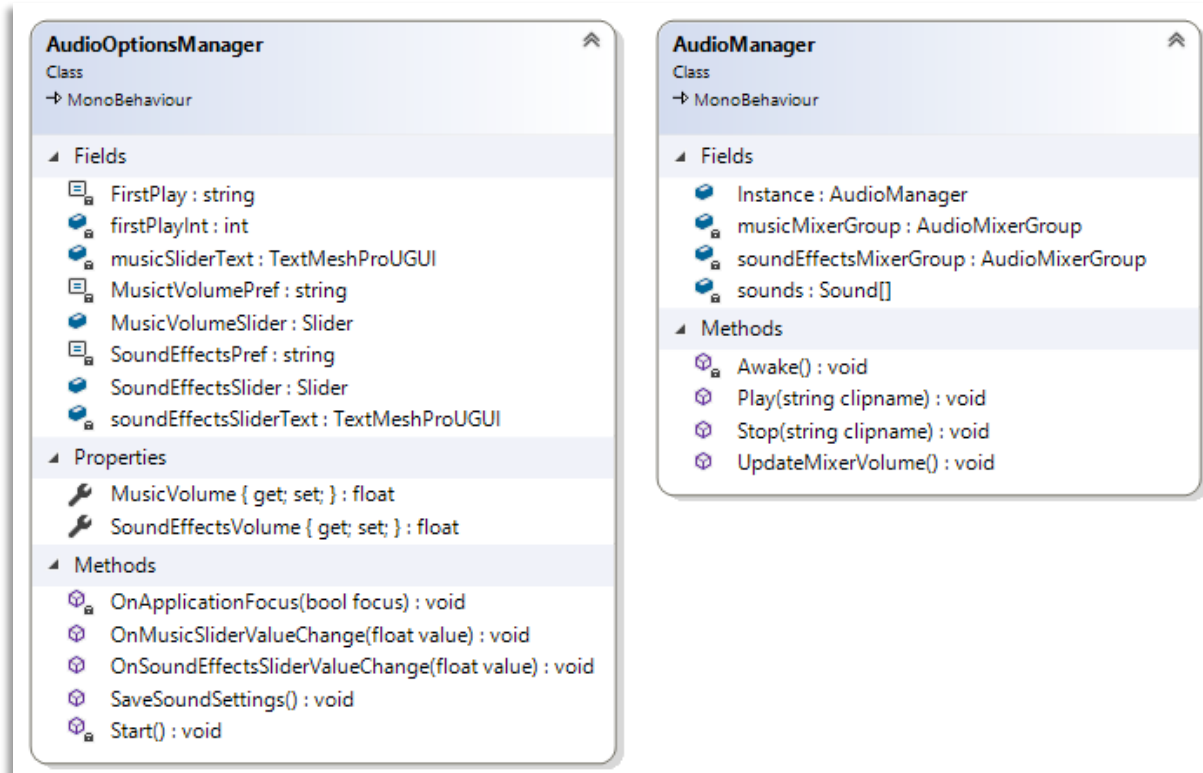 AudioOptionsManager
Class
MonoBehaviour
Fields
FirstPlay : string
firstPlayInt : int
musicSliderText : TextMeshProUGUI
MusictVolumePref : string
MusicVolumeSlider : Slider
SoundEffectsPref : string
SoundEffectsSlider : Slider
soundEffectsSliderText : TextMeshProUGUI
Properties
MusicVolume { get; set; } : float
SoundEffectsVolume { get; set; } : float
Methods
OnApplicationFocus(bool focus) : void
OnMusicSliderValueChange(float value) : void
OnSoundEffectsSliderValueChange(float value) : void
SaveSoundSettings() : void
Start() : void
AudioManager
Class
MonoBehaviour
Fields
Instance : AudioManager
musicMixerGroup : AudioMixerGroup
soundEffectsMixerGroup : AudioMixerGroup
sounds : Sound[]
Methods
Awake() : void
Play(string clipname) : void
Stop(string clipname) : void
UpdateMixerVolume() : void